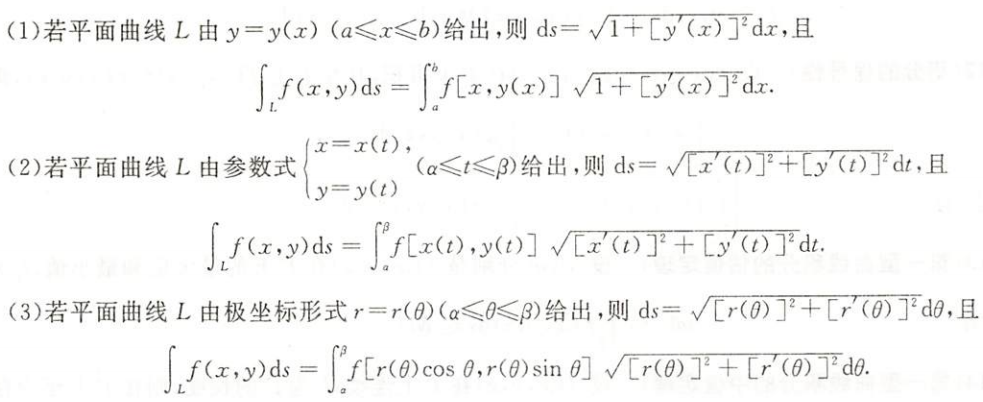 (1)若平面曲线 L 由 y=y(x) (a≤x≤b)给出,则 ds= √(1+[y′(x)]²)dx,且
∫_L f(x,y)ds = ∫_a^b f[x,y(x)] √(1+[y′(x)]²)dx.
(2)若平面曲线 L 由参数式 {x=x(t), y=y(t) (α≤t≤β)给出,则 ds= √([x′(t)]²+[y′(t)]²)dt,且
∫_L f(x,y)ds = ∫_α^β f[x(t),y(t)] √([x′(t)]²+[y′(t)]²)dt.
(3)若平面曲线 L 由极坐标形式 r=r(θ)(α≤θ≤β)给出,则 ds= √([r(θ)]²+[r′(θ)]²)dθ,且
∫_L f(x,y)ds = ∫_α^β f[r(θ)cos θ,r(θ)sin θ] √([r(θ)]²+[r′(θ)]²)dθ.